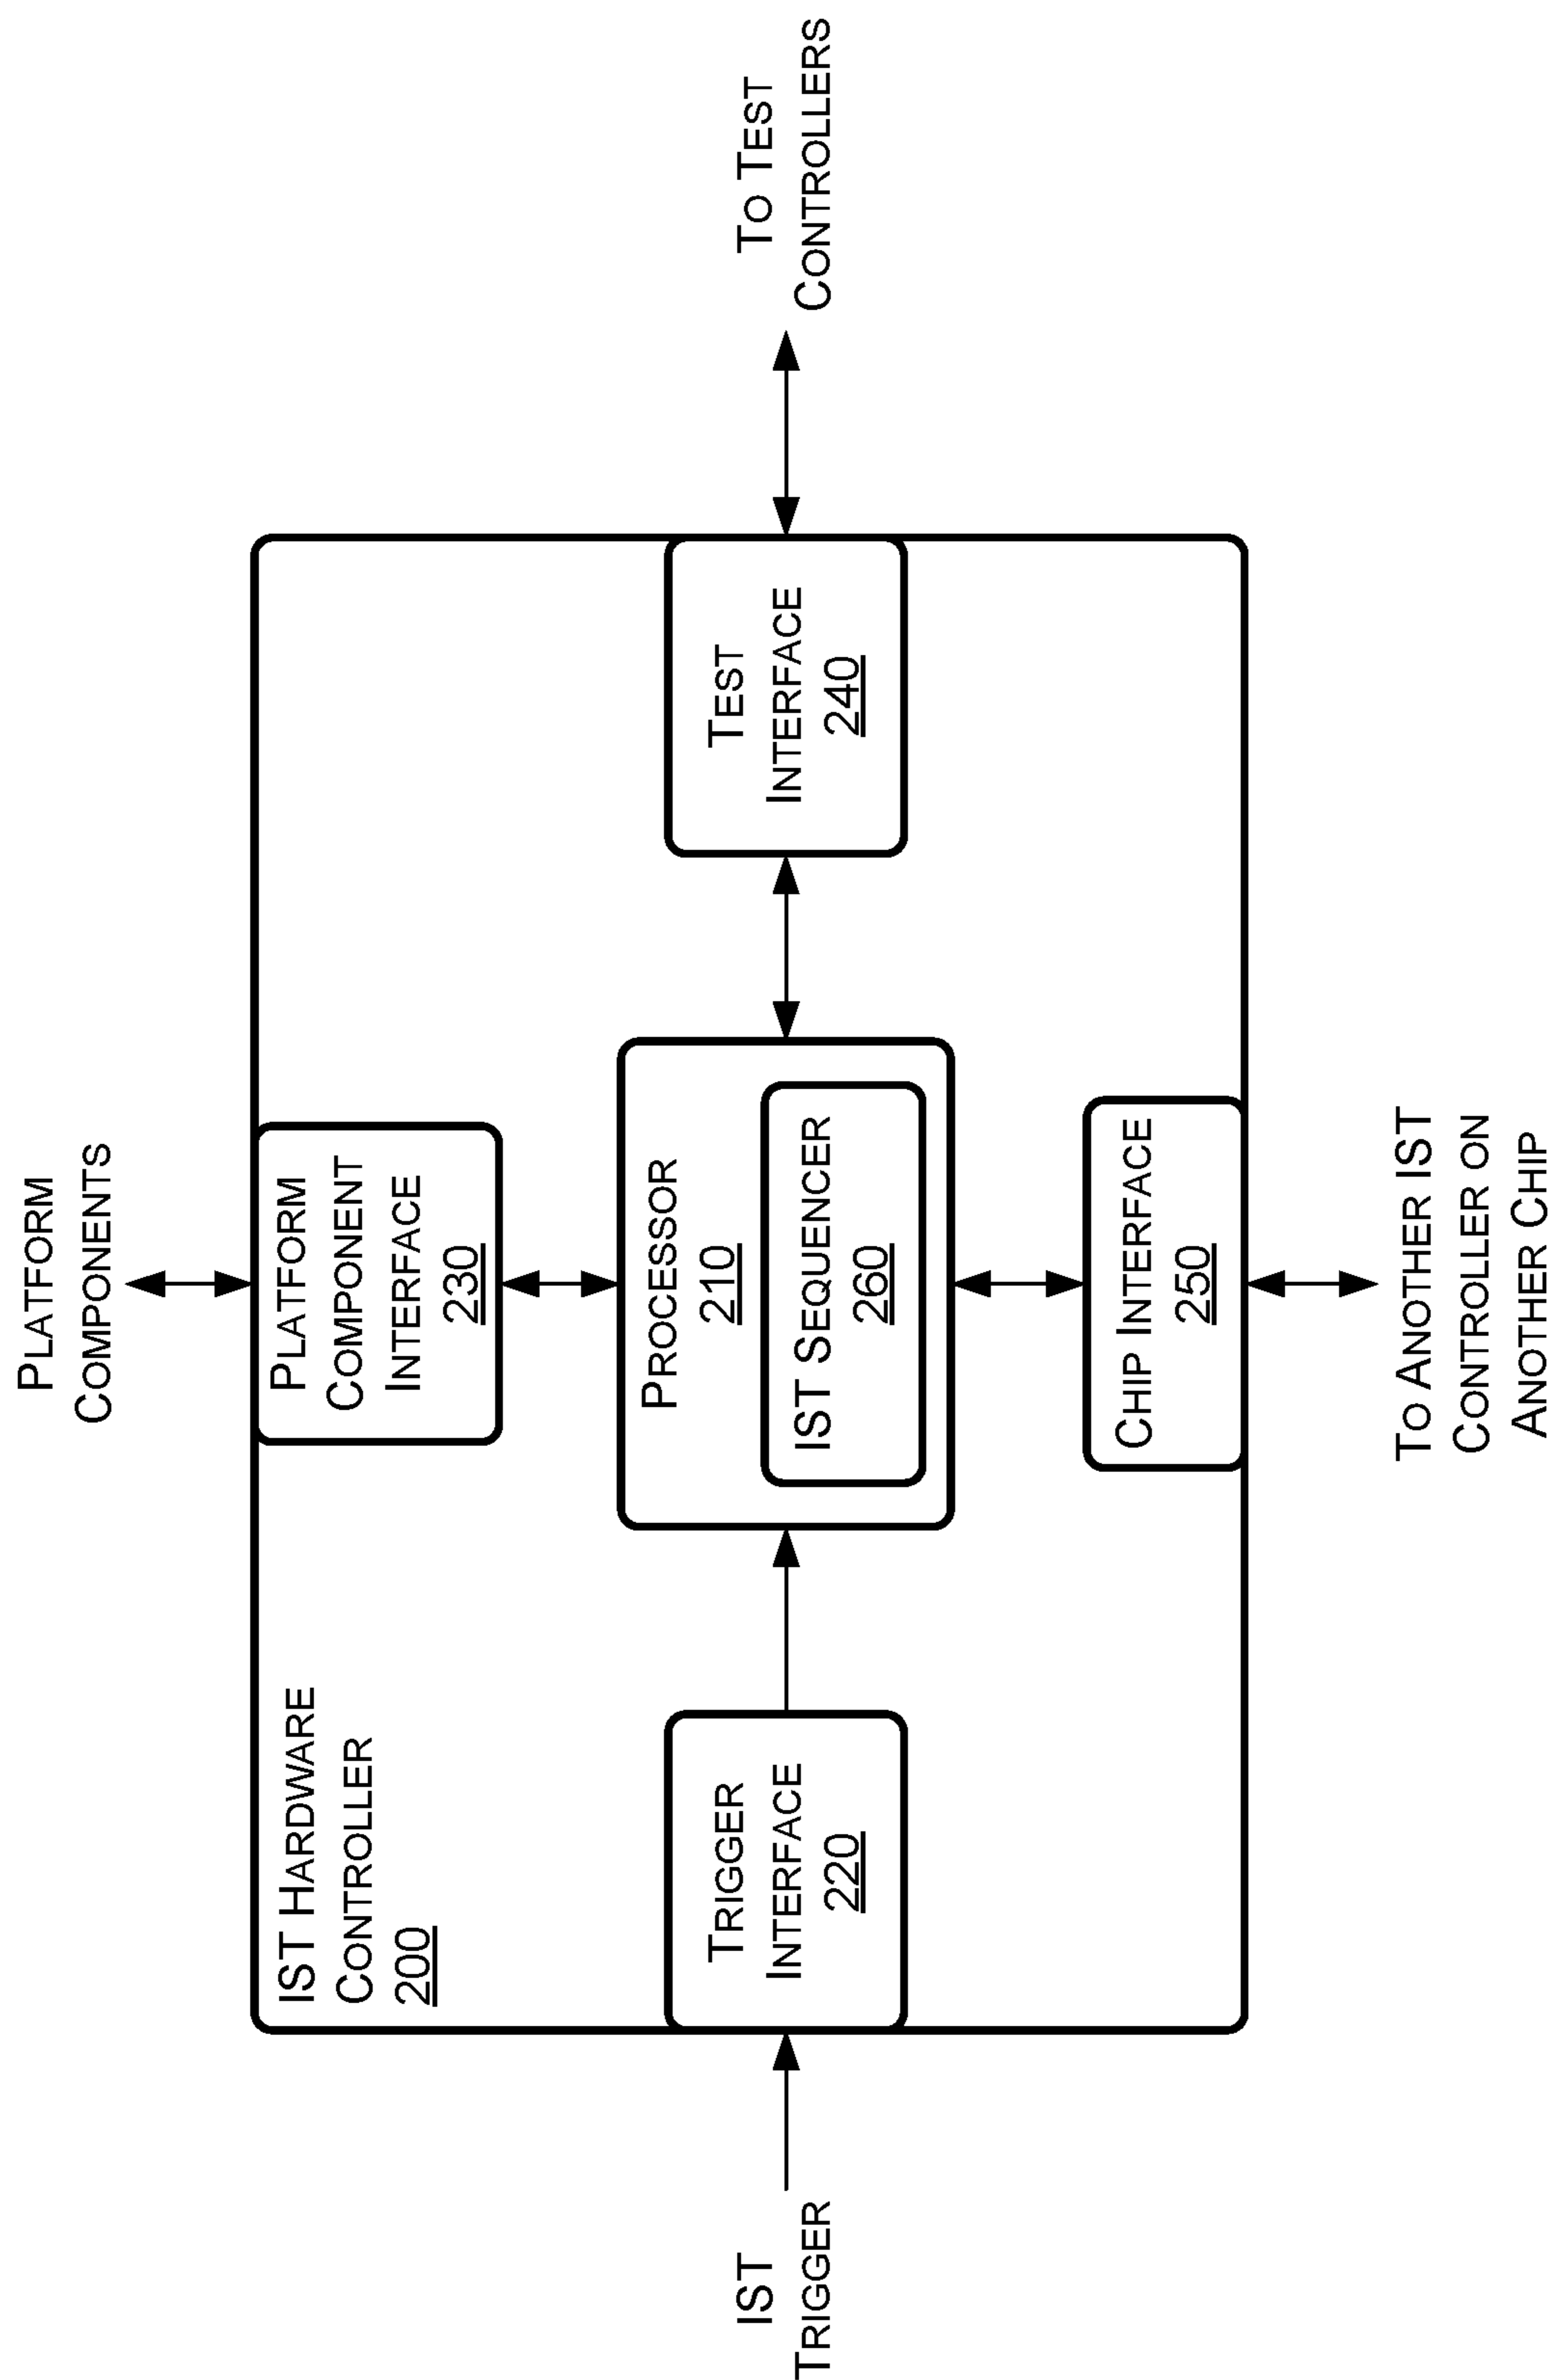 PLATFORM
COMPONENTS
IST HARDWARE
CONTROLLER
200
PLATFORM
COMPONENT
INTERFACE
230
IST
TRIGGER
TRIGGER
INTERFACE
220
PROCESSOR
210
IST SEQUENCER
260
TEST
INTERFACE
240
TO TEST
CONTROLLERS
CHIP INTERFACE
250
TO ANOTHER IST
CONTROLLER ON
ANOTHER CHIP